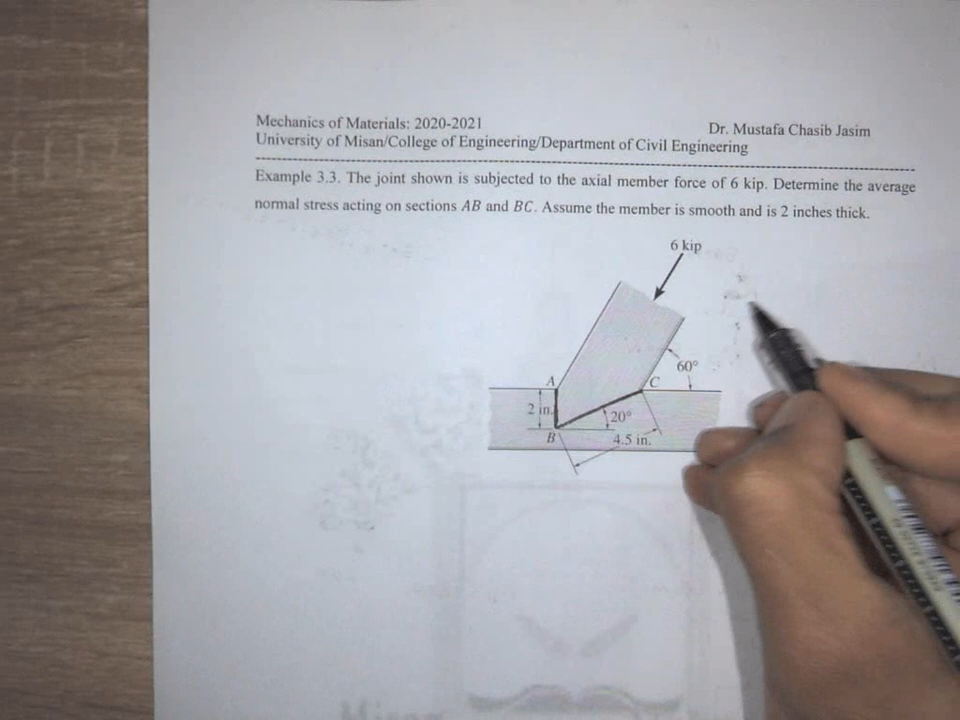 Mechanics of Materials: 2020-2021 Dr. Mustafa Chasib Jasim
University of Misan/College of Engineering/Department of Civil Engineering
Example 3.3. The joint shown is subjected to the axial member force of 6 kip. Determine the average
normal stress acting on sections AB and BC. Assume the member is smooth and is 2 inches thick.
6 kip
60°
A
C
2 in.
20°
B
4.5 in.